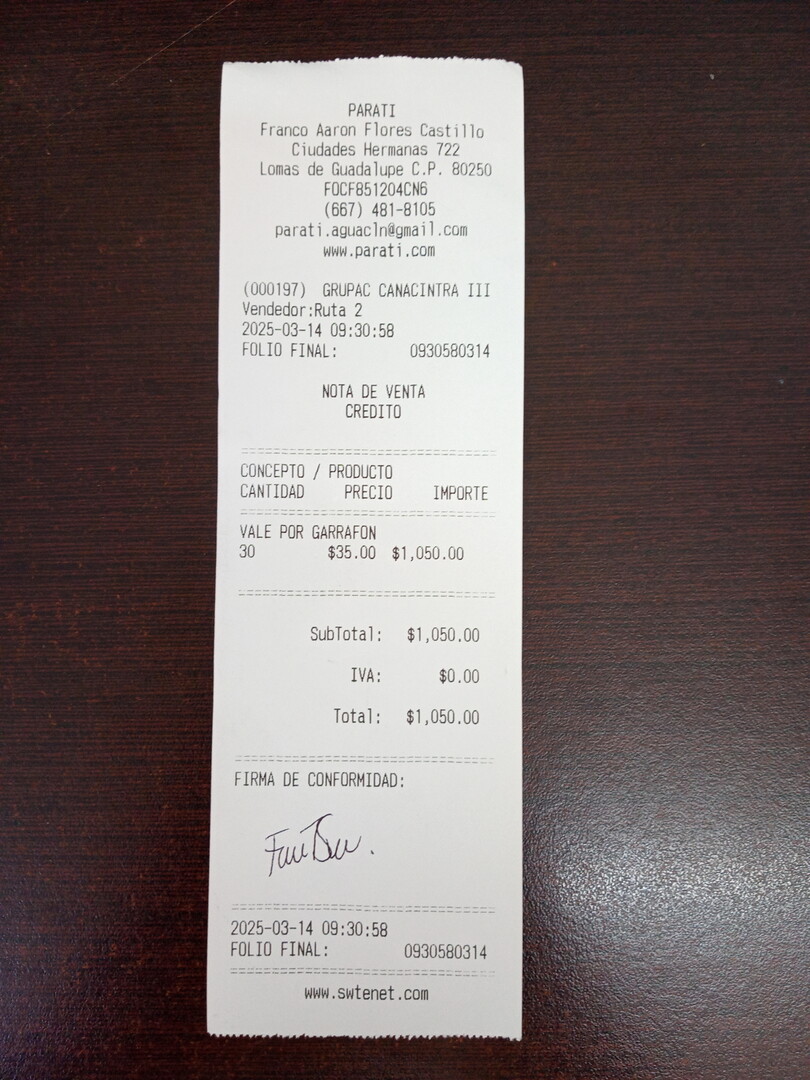 PARATI
Franco Aaron Flores Castillo
Ciudades Hermanas 722
Lomas de Guadalupe C.P. 80250
FOCF851204CN6
(667) 481-8105
parati.aguacln@gmail.com
www.parati.com
(000197) GRUPAC CANACINTRA III
Vendedor:Ruta 2
2025-03-14 09:30:58
FOLIO FINAL: 0930580314
NOTA DE VENTA
CREDITO
CONCEPTO / PRODUCTO
CANTIDAD PRECIO IMPORTE
VALE POR GARRAFON
30 $35.00 $1,050.00
SubTotal: $1,050.00
IVA: $0.00
Total: $1,050.00
FIRMA DE CONFORMIDAD:
2025-03-14 09:30:58
FOLIO FINAL: 0930580314
www.swtenet.com